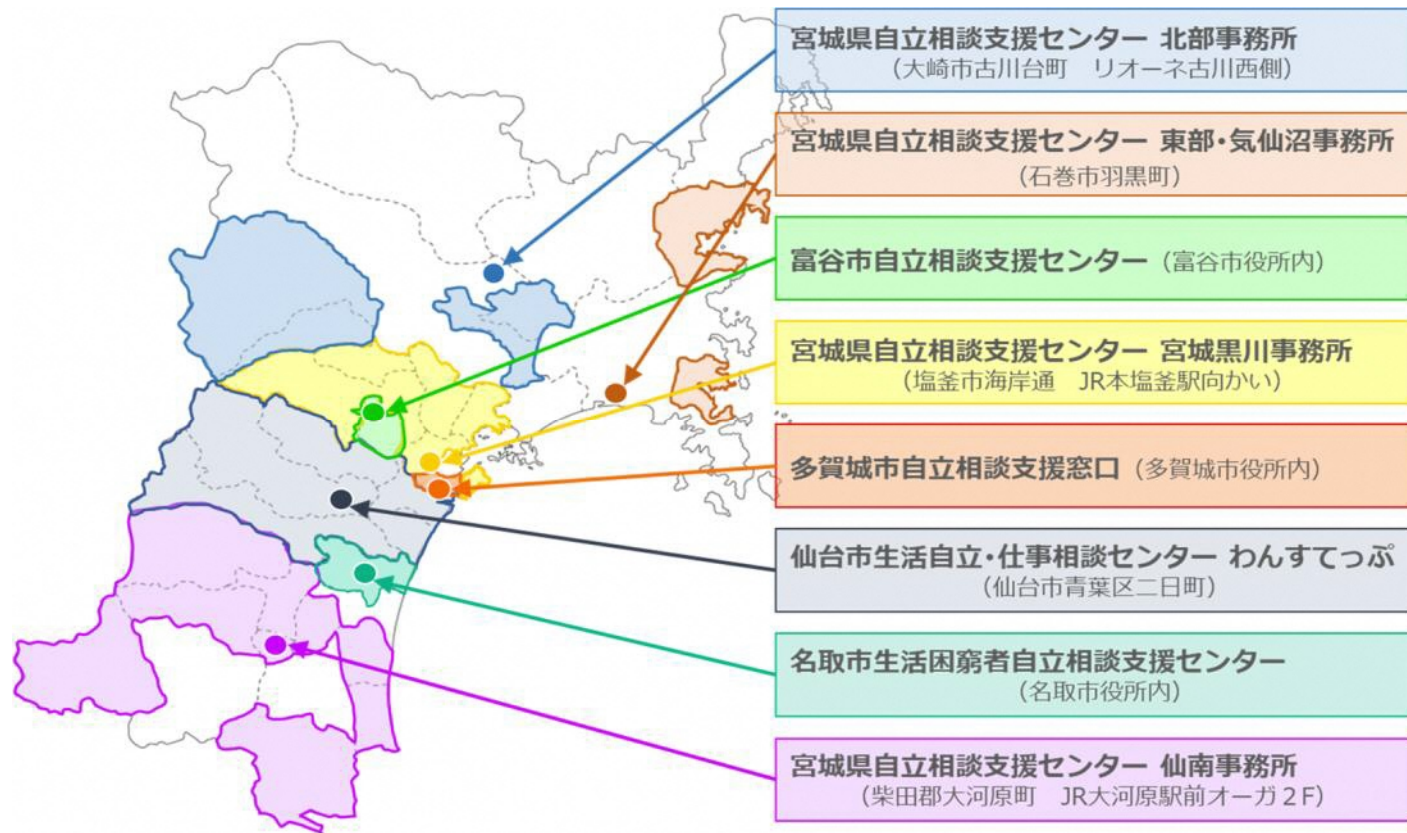 宮城県自立相談支援センター 北部事務所
（大崎市古川台町　リオーネ古川西側）
宮城県自立相談支援センター 東部・気仙沼事務所
（石巻市羽黒町）
富谷市自立相談支援センター（富谷市役所内）
宮城県自立相談支援センター 宮城黒川事務所
（塩釜市海岸通　JR本塩釜駅向かい）
多賀城市自立相談支援窓口（多賀城市役所内）
仙台市生活自立・仕事相談センター わんすてっぷ
（仙台市青葉区二日町）
名取市生活困窮者自立相談支援センター
（名取市役所内）
宮城県自立相談支援センター 仙南事務所
（柴田郡大河原町　JR大河原駅前オーガ２F）